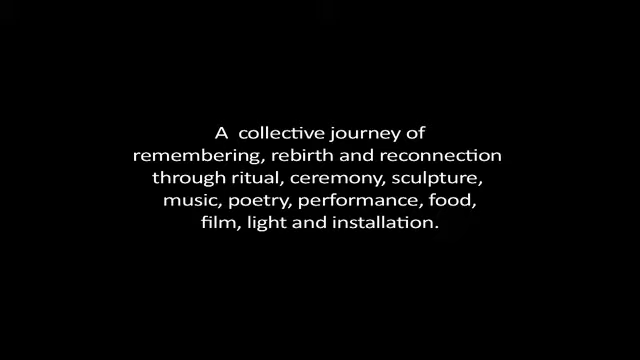 A  collective journey of
remembering, rebirth and reconnection
through ritual, ceremony, sculpture,
music, poetry, performance, food,
film, light and installation.